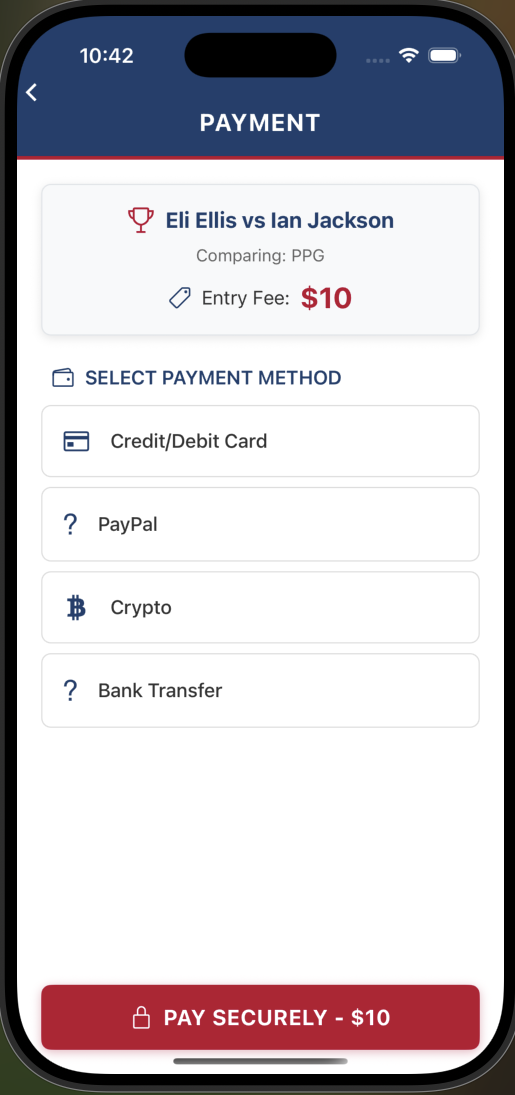 10:42
PAYMENT
Eli Ellis vs Ian Jackson
Comparing: PPG
Entry Fee: $10
SELECT PAYMENT METHOD
Credit/Debit Card
? PayPal
Crypto
? Bank Transfer
PAY SECURELY - $10